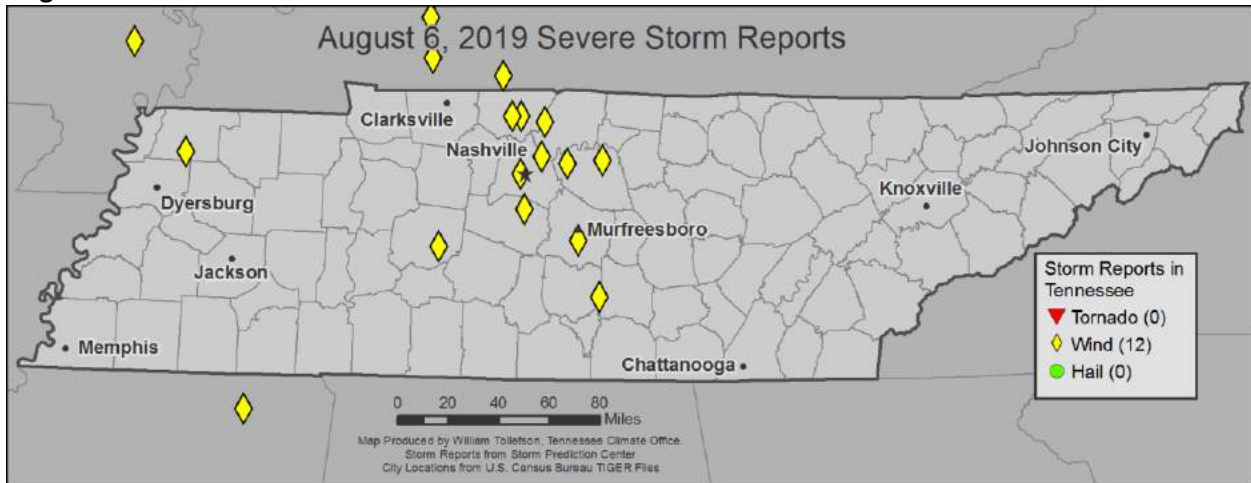 August 6, 2019 Severe Storm Reports
Clarksville
Nashville
Johnson City
Knoxville
Dyersburg
Murfreesboro
Jackson
Memphis
Chattanooga
Storm Reports in
Tennessee
Tornado (0)
Wind (12)
Hail (0)
0 20 40 60 80
Miles
Map Produced by William Tollefson, Tennessee Climate Office.
Storm Reports from Storm Prediction Center
City Locations from U.S. Census Bureau TIGER Files